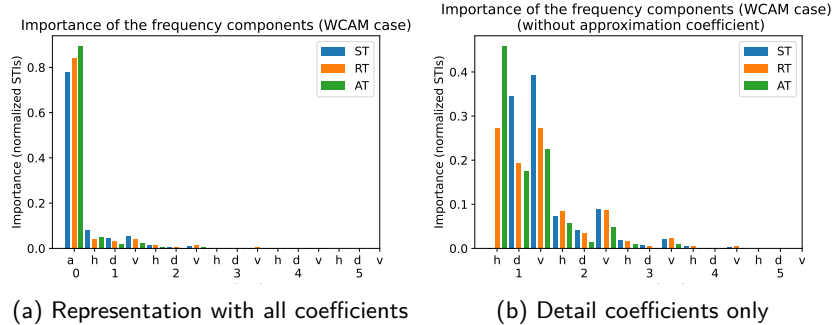 Importance of the frequency components (WCAM case)
Importance (normalized STIs)
0.8
0.6
0.4
0.2
0.0
ST
RT
AT
a h d v h d v h d v h d v h d v
0 1 2 3 4 5
(a) Representation with all coefficients
Importance of the frequency components (WCAM case)
(without approximation coefficient)
Importance (normalized STIs)
0.4
0.3
0.2
0.1
0.0
ST
RT
AT
h d v h d v h d v h d v h d v
1 2 3 4 5
(b) Detail coefficients only